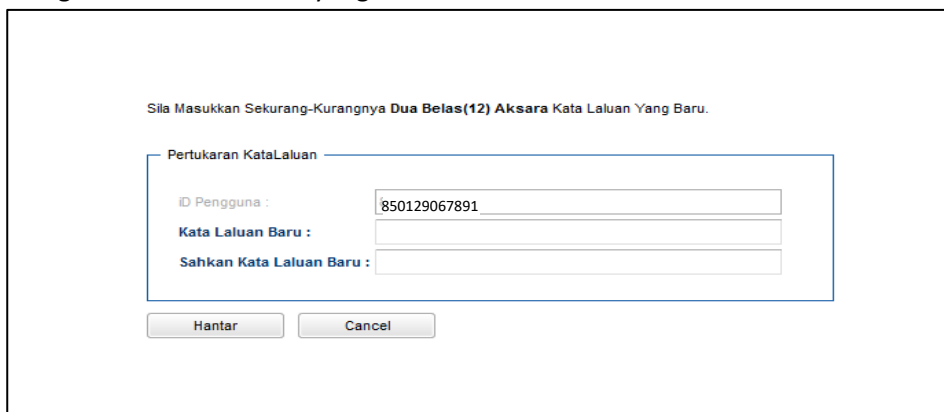 Sila Masukkan Sekurang-Kurangnya Dua Belas(12) Aksara Kata Laluan Yang Baru.
Pertukaran KataLaluan
iD Pengguna :
850129067891
Kata Laluan Baru :
Sahkan Kata Laluan Baru :
Hantar
Cancel